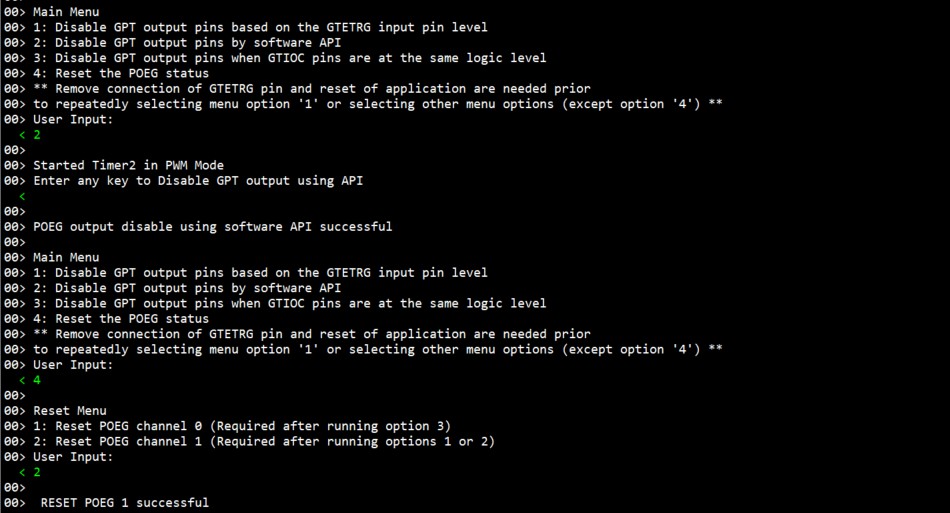 00> Main Menu
00> 1: Disable GPT output pins based on the GTETRG input pin level
00> 2: Disable GPT output pins by software API
00> 3: Disable GPT output pins when GTIOC pins are at the same logic level
00> 4: Reset the POEG status
00> ** Remove connection of GTETRG pin and reset of application are needed prior
00> to repeatedly selecting menu option '1' or selecting other menu options (except option '4') **
00> User Input:
< 2
00>
00> Started Timer2 in PWM Mode
00> Enter any key to Disable GPT output using API
<
00>
00> POEG output disable using software API successful
00>
00> Main Menu
00> 1: Disable GPT output pins based on the GTETRG input pin level
00> 2: Disable GPT output pins by software API
00> 3: Disable GPT output pins when GTIOC pins are at the same logic level
00> 4: Reset the POEG status
00> ** Remove connection of GTETRG pin and reset of application are needed prior
00> to repeatedly selecting menu option '1' or selecting other menu options (except option '4') **
00> User Input:
< 4
00>
00> Reset Menu
00> 1: Reset POEG channel 0 (Required after running option 3)
00> 2: Reset POEG channel 1 (Required after running options 1 or 2)
00> User Input:
< 2
00>
00>  RESET POEG 1 successful